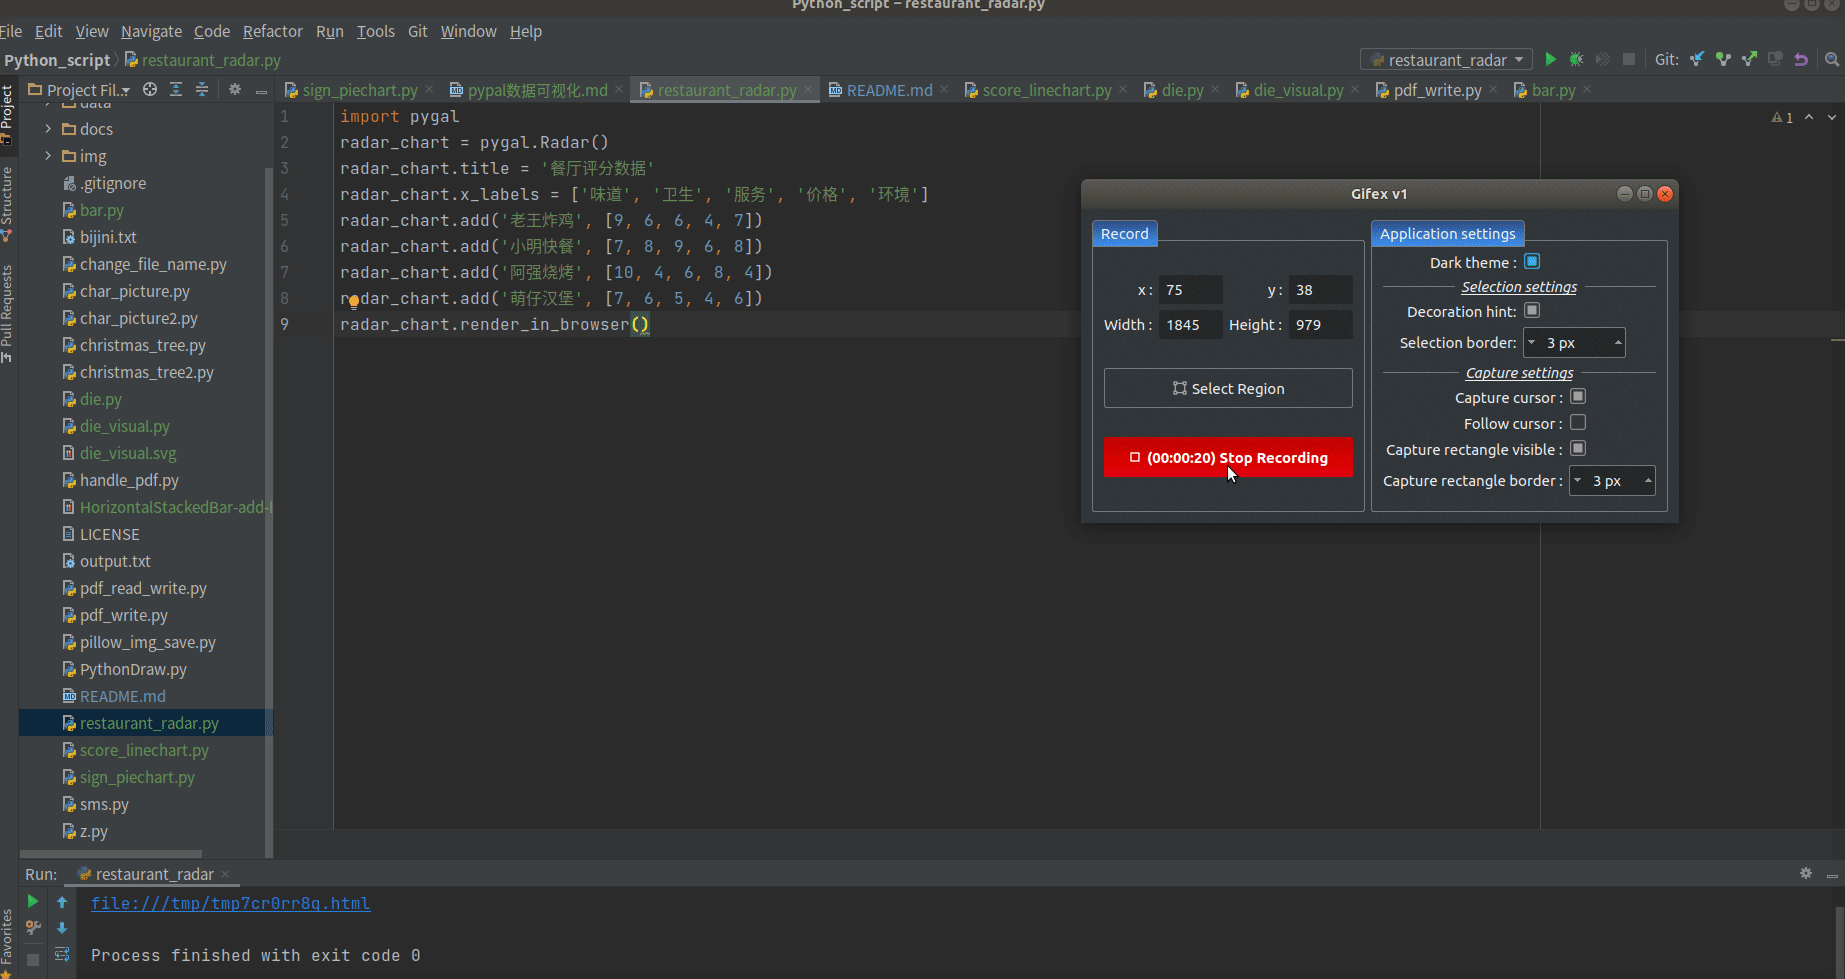 Python_script – restaurant_radar.py
File Edit View Navigate Code Refactor Run Tools Git Window Help
Python_script restaurant_radar.py
restaurant_radar
Git:
Project
Structure
Pull Requests
Favorites
Project Fil..
sign_piechart.py
pypal数据可视化.md
restaurant_radar.py
README.md
score_linechart.py
die.py
die_visual.py
pdf_write.py
bar.py
data
docs
img
.gitignore
bar.py
bijini.txt
change_file_name.py
char_picture.py
char_picture2.py
christmas_tree.py
christmas_tree2.py
die.py
die_visual.py
die_visual.svg
handle_pdf.py
HorizontalStackedBar-add-l
LICENSE
output.txt
pdf_read_write.py
pdf_write.py
pillow_img_save.py
PythonDraw.py
README.md
restaurant_radar.py
score_linechart.py
sign_piechart.py
sms.py
z.py
1 import pygal
2 radar_chart = pygal.Radar()
3 radar_chart.title = '餐厅评分数据'
4 radar_chart.x_labels = ['味道', '卫生', '服务', '价格', '环境']
5 radar_chart.add('老王炸鸡', [9, 6, 6, 4, 7])
6 radar_chart.add('小明快餐', [7, 8, 9, 6, 8])
7 radar_chart.add('阿强烧烤', [10, 4, 6, 8, 4])
8 radar_chart.add('萌仔汉堡', [7, 6, 5, 4, 6])
9 radar_chart.render_in_browser()
1
Gifex v1
Record
x : 75 y : 38
Width : 1845 Height : 979
Select Region
(00:00:20) Stop Recording
Application settings
Dark theme :
Selection settings
Decoration hint:
Selection border: 3 px
Capture settings
Capture cursor :
Follow cursor :
Capture rectangle visible :
Capture rectangle border : 3 px
Run: restaurant_radar
file:///tmp/tmp7cr0rr8q.html
Process finished with exit code 0